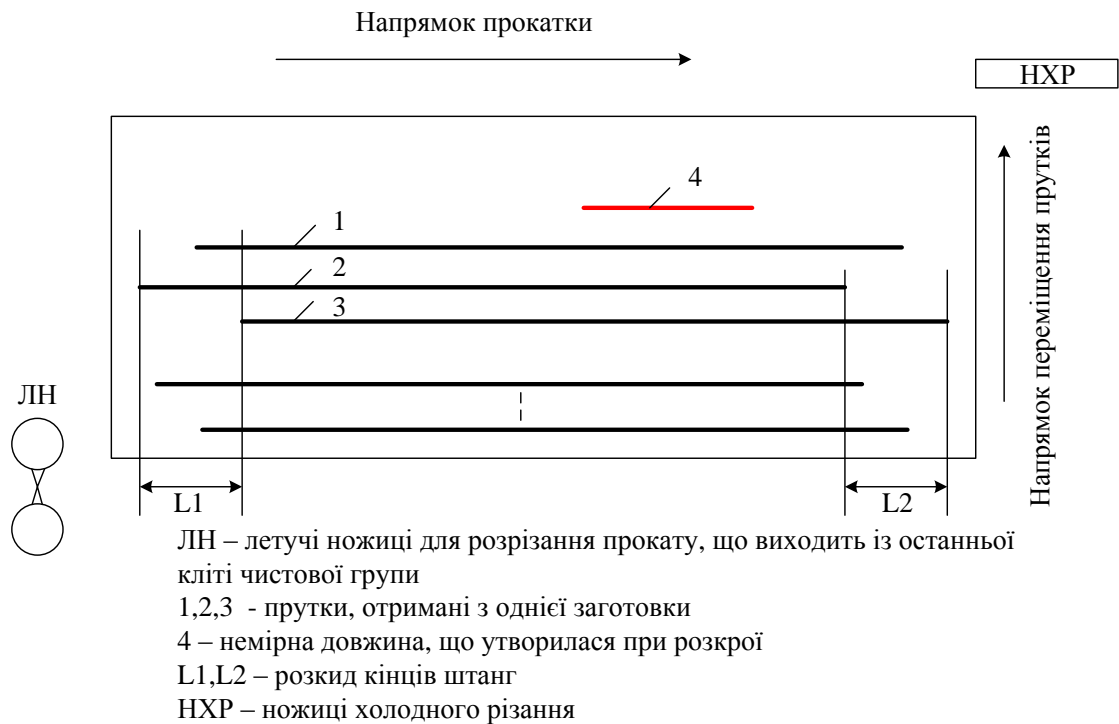 Напрямок прокатки
НХР
Напрямок переміщення прутків
4
1
2
3
ЛН
L1
L2
ЛН – летучі ножиці для розрізання прокату, що виходить із останньої
кліті чистової групи
1,2,3 - прутки, отримані з однієї заготовки
4 – немірна довжина, що утворилася при розкрої
L1,L2 – розкид кінців штанг
НХР – ножиці холодного різання